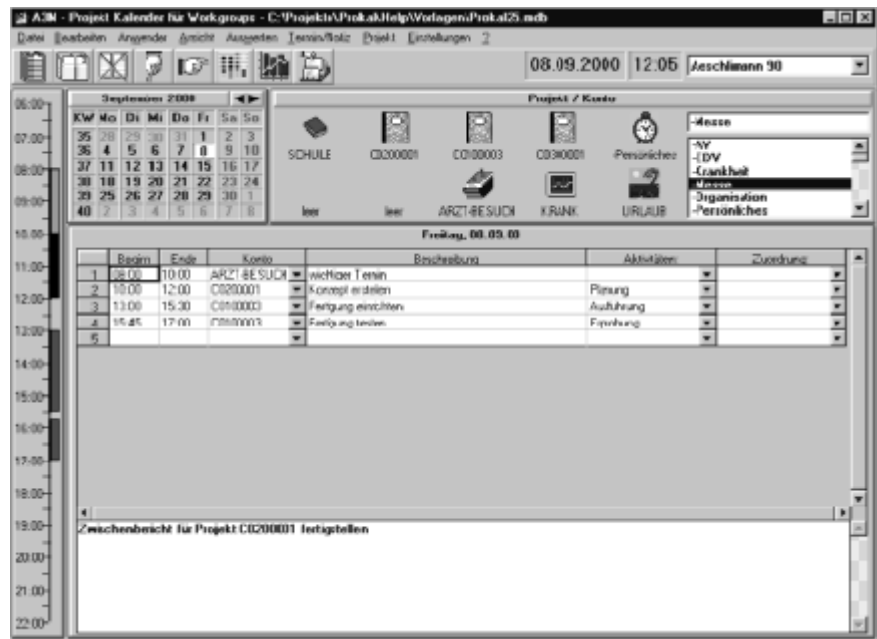 A3M - Projekt Kalender für Workgroups - C:\Projekte\Prokal\Help\Vorlagen\Prokal25.mdb
Datei Bearbeiten Anwender Ansicht Auswerten Termin/Notiz Projekt Einstellungen ?
08.09.2000 12:05 Aeschlimann 90
September 2000
KW Mo Di Mi Do Fr Sa So
35 28 29 30 31 1 2 3
36 4 5 6 7 8 9 10
37 11 12 13 14 15 16 17
38 18 19 20 21 22 23 24
39 25 26 27 28 29 30 1
40 2 3 4 5 6 7 8
Projekt / Konto
SCHULE C0200001 C0100003 C0300001 -Persönliches
leer leer ARZT-BESUCH KRANK URLAUB
-Messe
-EDV
-Krankheit
-Messe
-Organisation
-Persönliches
06:00
07:00
08:00
09:00
10:00
11:00
12:00
13:00
14:00
15:00
16:00
17:00
18:00
19:00
20:00
21:00
22:00
Freitag, 08.09.00
Beginn Ende Konto Beschreibung Aktivitäten Zuordnung
1 08:00 10:00 ARZT-BESUCH wichtiger Termin
2 10:00 12:00 C0200001 Konzept erstellen Planung
3 13:00 15:30 C0100003 Fertigung einrichten Ausführung
4 15:45 17:00 C0100003 Fertigung testen
5
Zwischenbericht für Projekt C0200001 fertigstellen